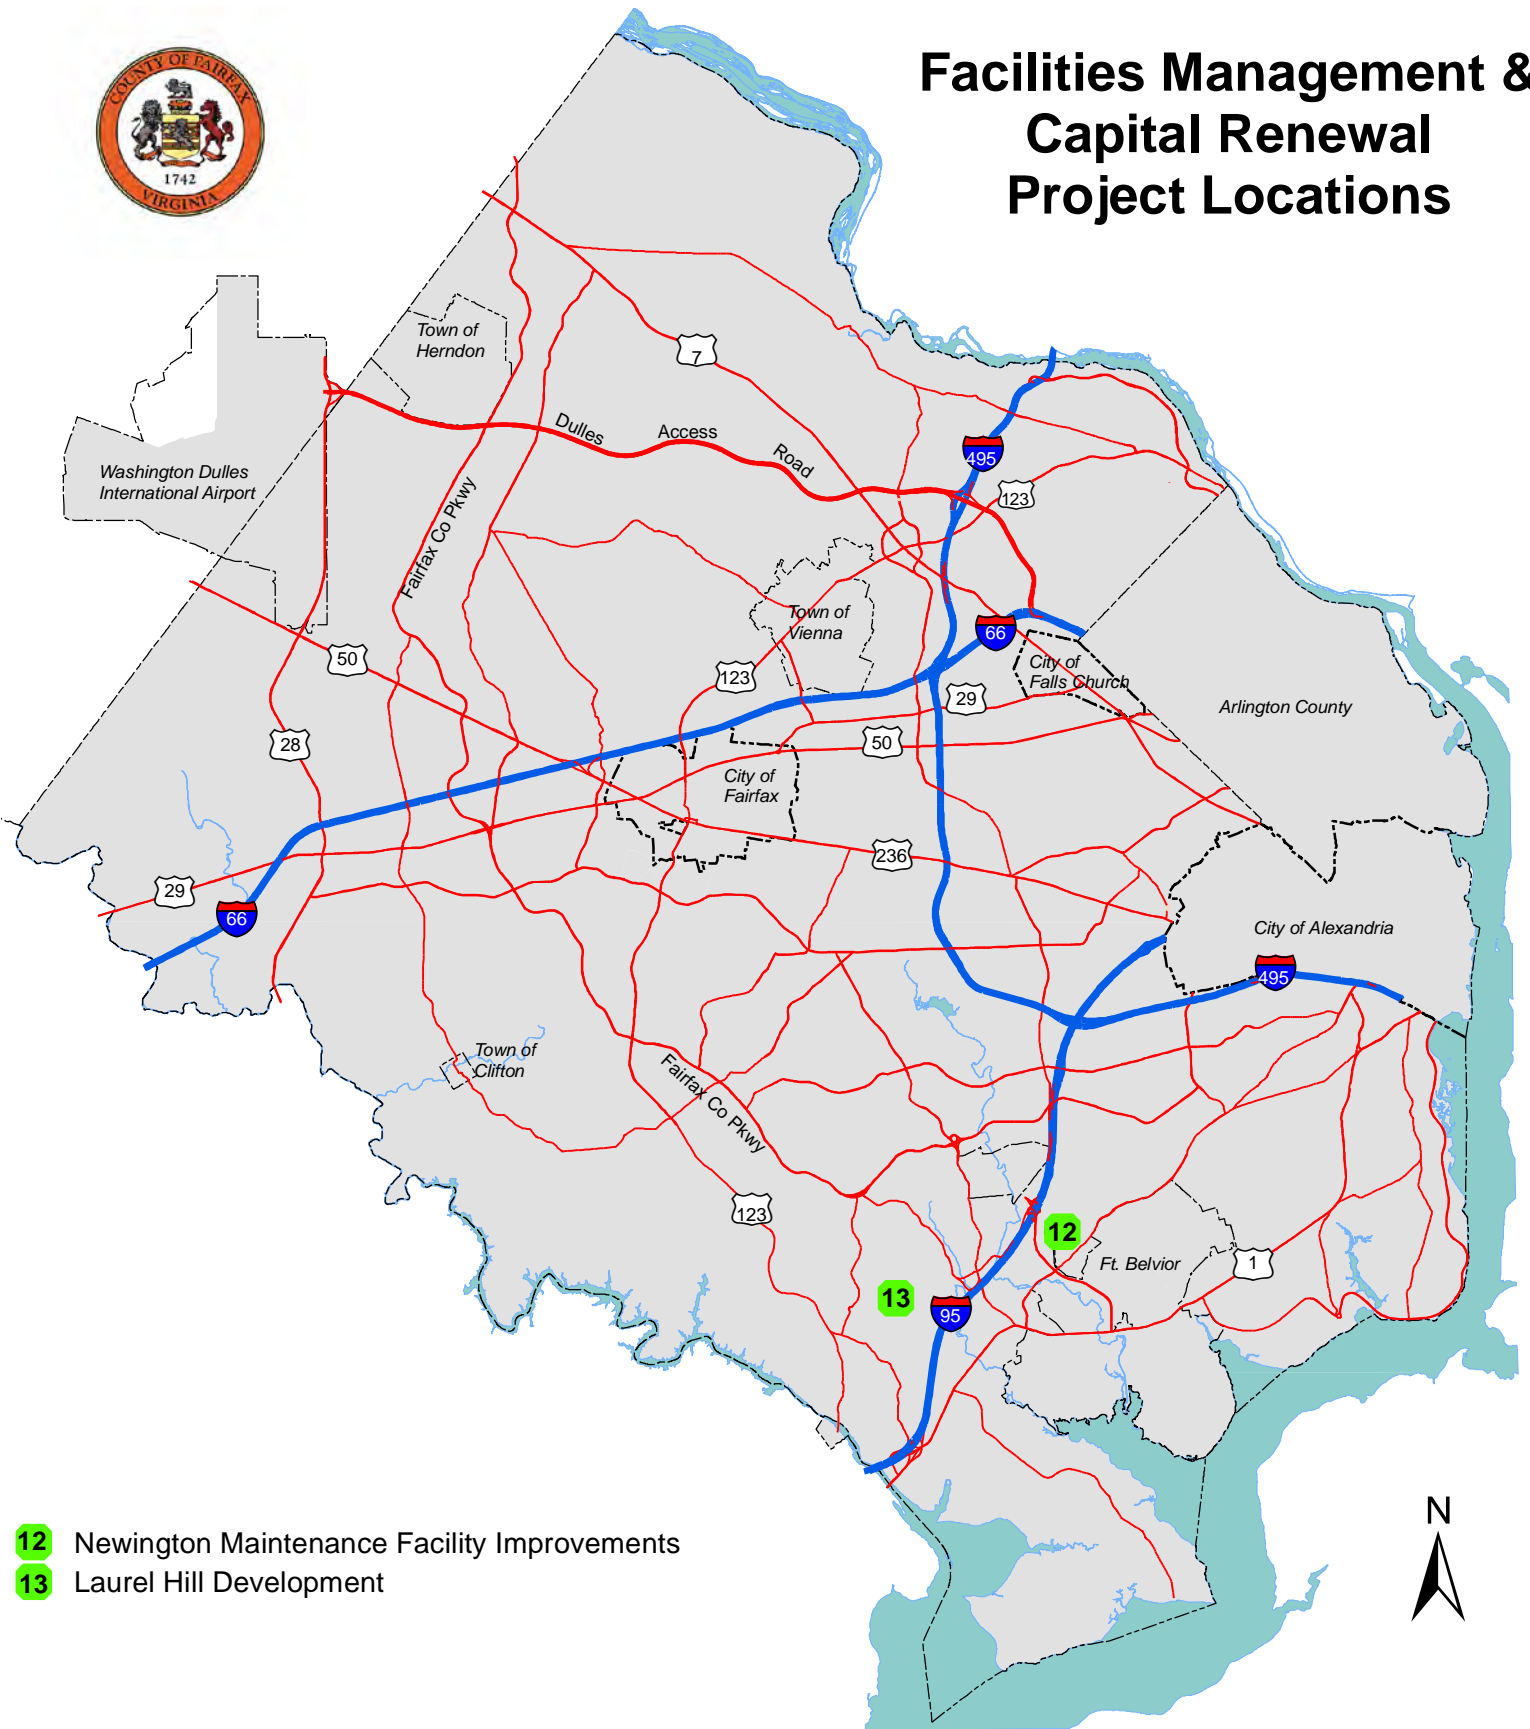 Facilities Management &
Capital Renewal
Project Locations
COUNTY OF FAIRFAX
1742
VIRGINIA
Town of
Herndon
7
Dulles Access Road
495
123
Washington Dulles
International Airport
Fairfax Co Pkwy
Town of
Vienna
66
50
City of
Falls Church
123
29
Arlington County
28
50
City of
Fairfax
236
29
66
City of Alexandria
495
Town of
Clifton
Fairfax Co Pkwy
123
12
Ft. Belvior
1
13
95
N
12 Newington Maintenance Facility Improvements
13 Laurel Hill Development